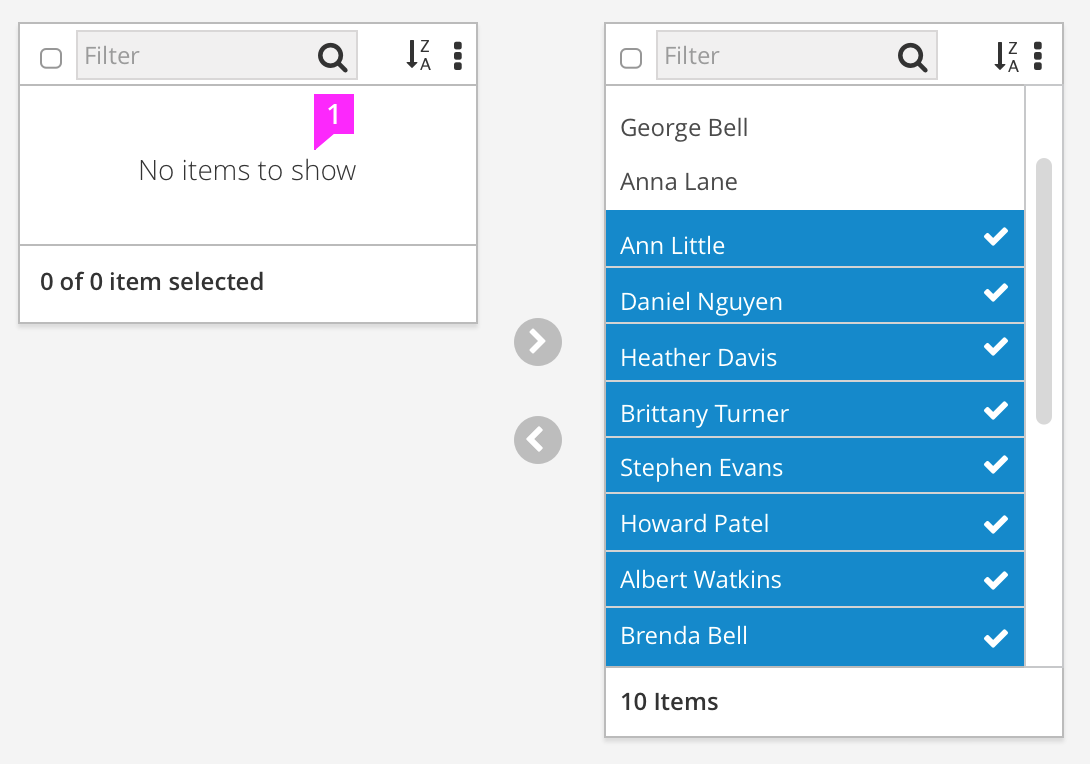 Filter
Z
A
1
No items to show
0 of 0 item selected
Filter
Z
A
George Bell
Anna Lane
Ann Little
Daniel Nguyen
Heather Davis
Brittany Turner
Stephen Evans
Howard Patel
Albert Watkins
Brenda Bell
10 Items